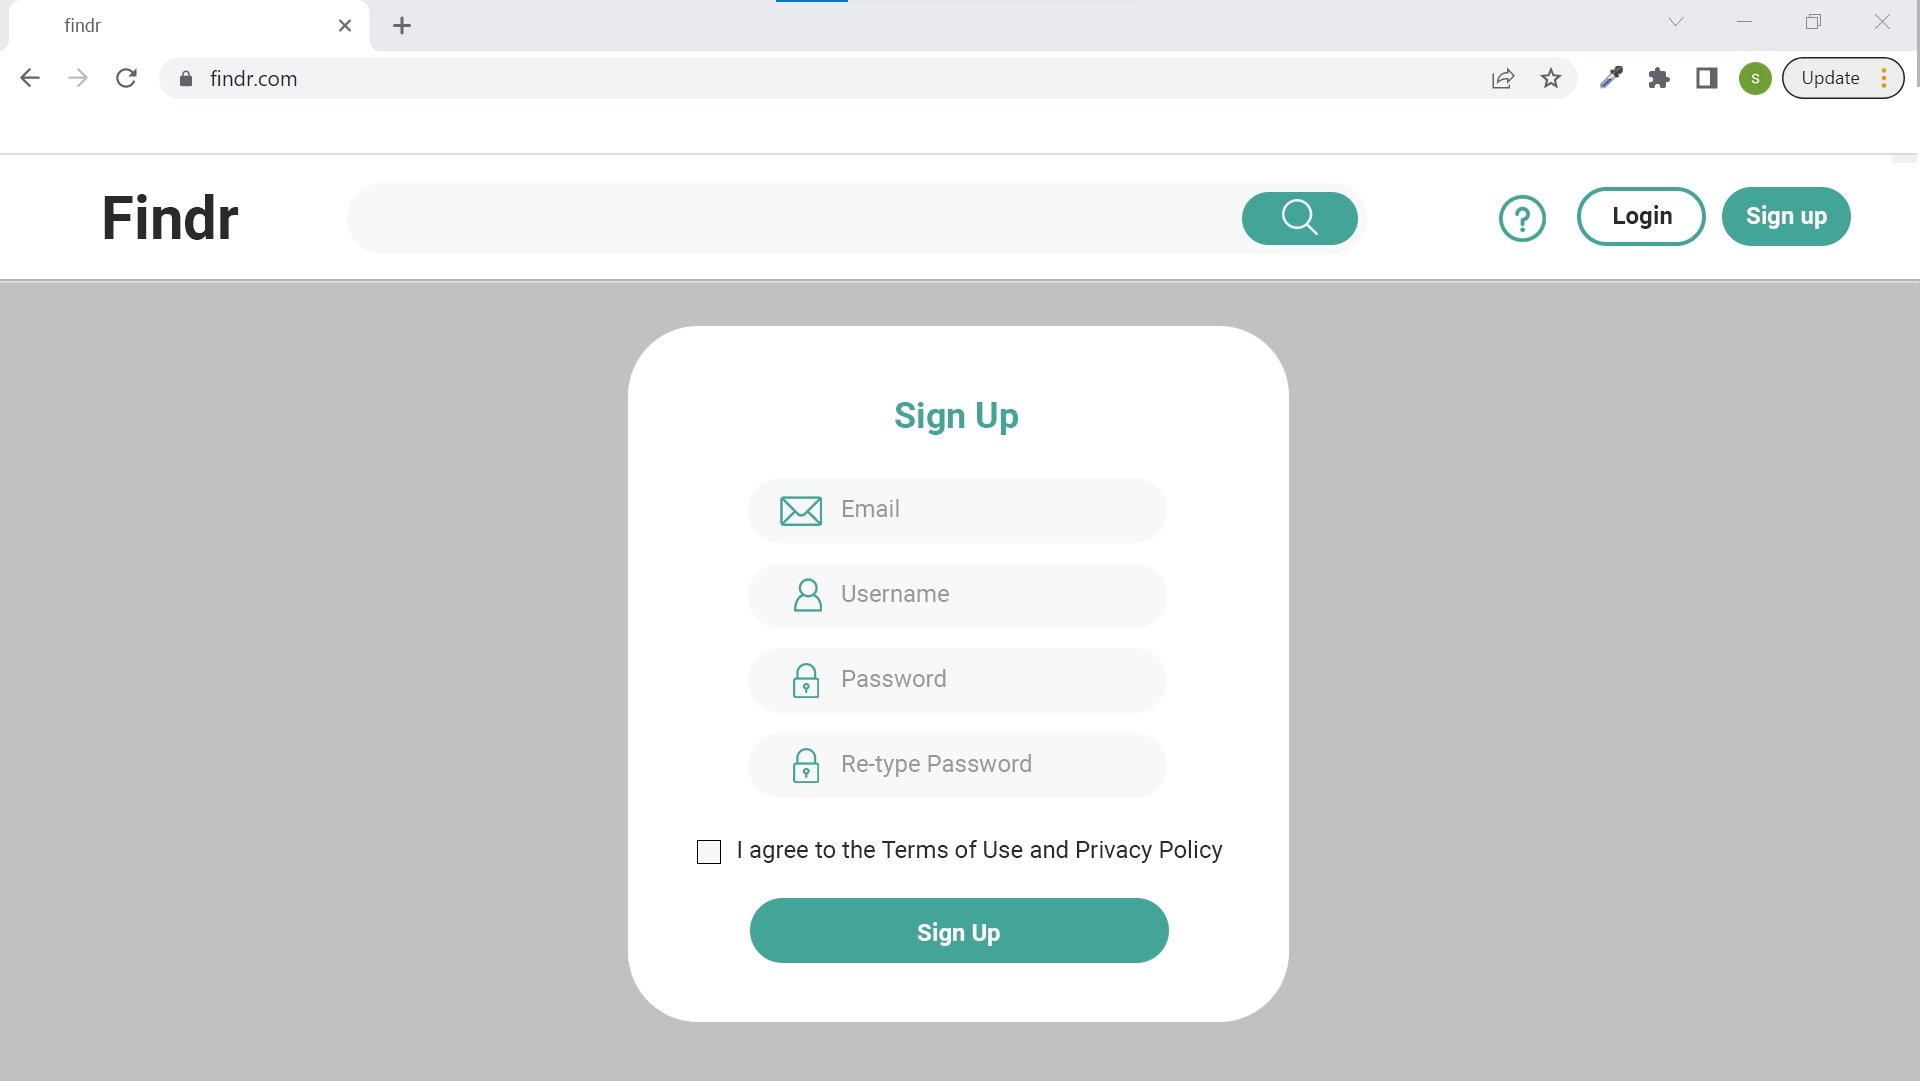 findr
findr.com
S
Update
Findr
?
Login
Sign up
Sign Up
Email
Username
Password
Re-type Password
I agree to the Terms of Use and Privacy Policy
Sign Up